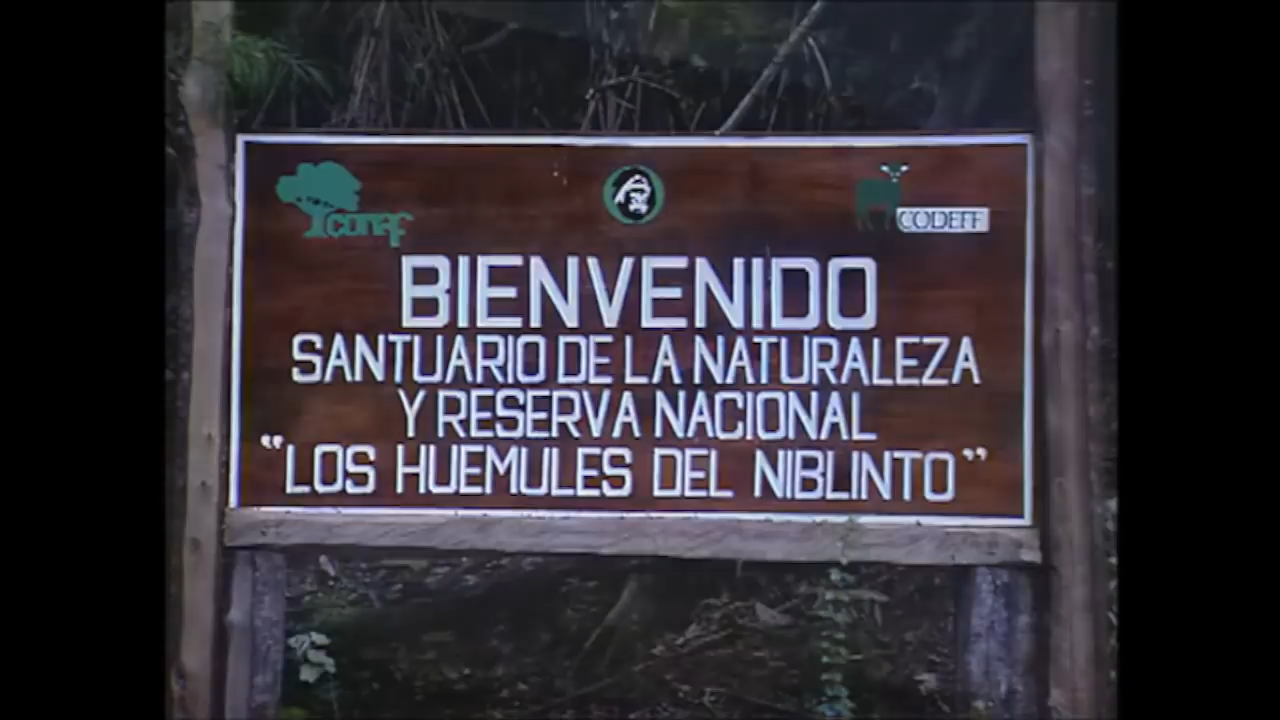 conaf
CODEFF
BIENVENIDO
SANTUARIO DE LA NATURALEZA
Y RESERVA NACIONAL
"LOS HUEMULES DEL NIBLINTO"